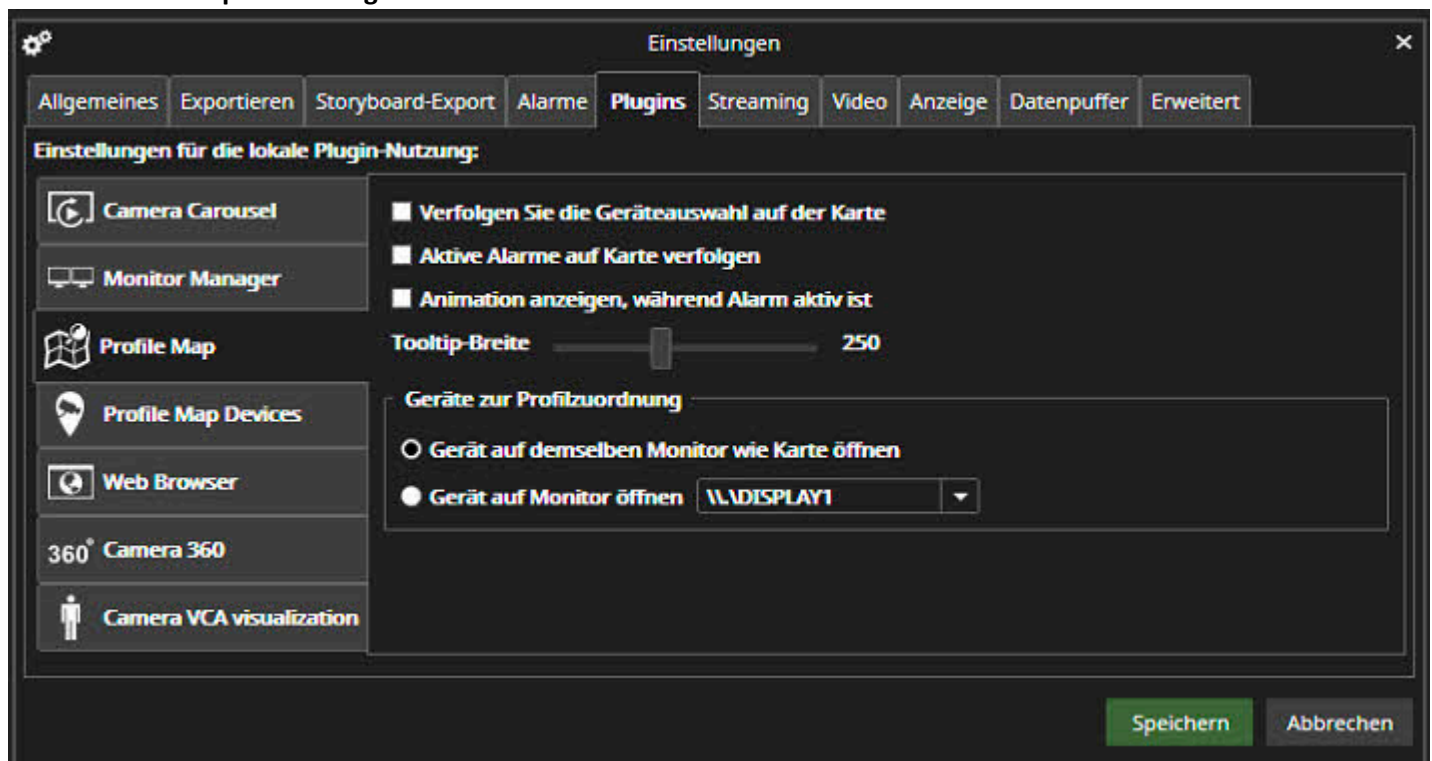 Einstellungen
Allgemeines Exportieren Storyboard-Export Alarme Plugins Streaming Video Anzeige Datenpuffer Erweitert
Einstellungen für die lokale Plugin-Nutzung:
Camera Carousel
Monitor Manager
Profile Map
Profile Map Devices
Web Browser
360° Camera 360
Camera VCA visualization
Verfolgen Sie die Geräteauswahl auf der Karte
Aktive Alarme auf Karte verfolgen
Animation anzeigen, während Alarm aktiv ist
Tooltip-Breite 250
Geräte zur Profilzuordnung
Gerät auf demselben Monitor wie Karte öffnen
Gerät auf Monitor öffnen \\.\DISPLAY1
Speichern Abbrechen